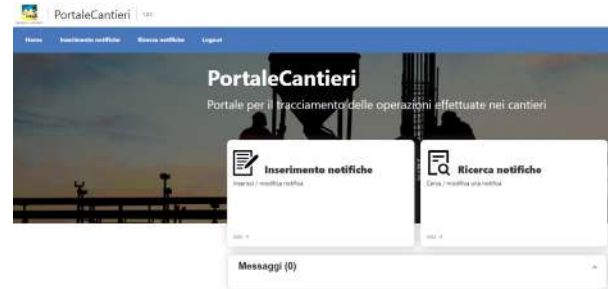 PortaleCantieri
Home Inserimento notifiche Ricerca notifiche Logout
PortaleCantieri
Portale per il tracciamento delle operazioni effettuate nei cantieri
Inserimento notifiche
Inserisci / modifica notifica
Ricerca notifiche
Cerca / modifica una notifica
Messaggi (0)